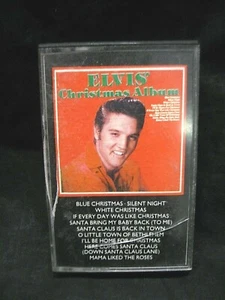 ELVIS'
Christmas Album
BLUE CHRISTMAS · SILENT NIGHT
WHITE CHRISTMAS
IF EVERY DAY WAS LIKE CHRISTMAS
SANTA BRING MY BABY BACK (TO ME)
SANTA CLAUS IS BACK IN TOWN
O LITTLE TOWN OF BETHLEHEM
I'LL BE HOME FOR CHRISTMAS
HERE COMES SANTA CLAUS
(DOWN SANTA CLAUS LANE)
MAMA LIKED THE ROSES